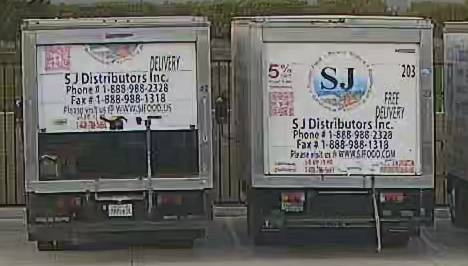 DELIVERY
S J Distributors Inc.
Phone # 1-888-988-2328
Fax # 1-888-988-1318
Please visit us @ WWW.SJFOOD.US
5%
SJ
203
FREE
DELIVERY
S J Distributors Inc.
Phone # 1-888-988-2328
Fax # 1-888-988-1318
Please visit us @ WWW.SJFOOD.COM